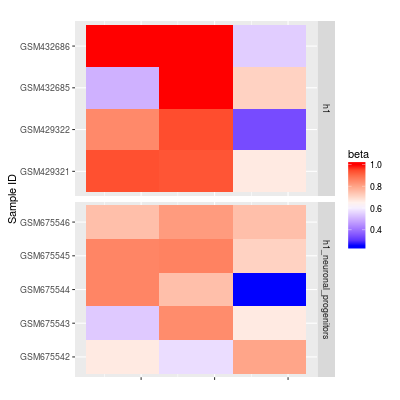 Sample ID
GSM432686
GSM432685
GSM429322
GSM429321
h1
GSM675546
GSM675545
GSM675544
GSM675543
GSM675542
h1_neuronal_progenitors
beta
1.0
0.8
0.6
0.4